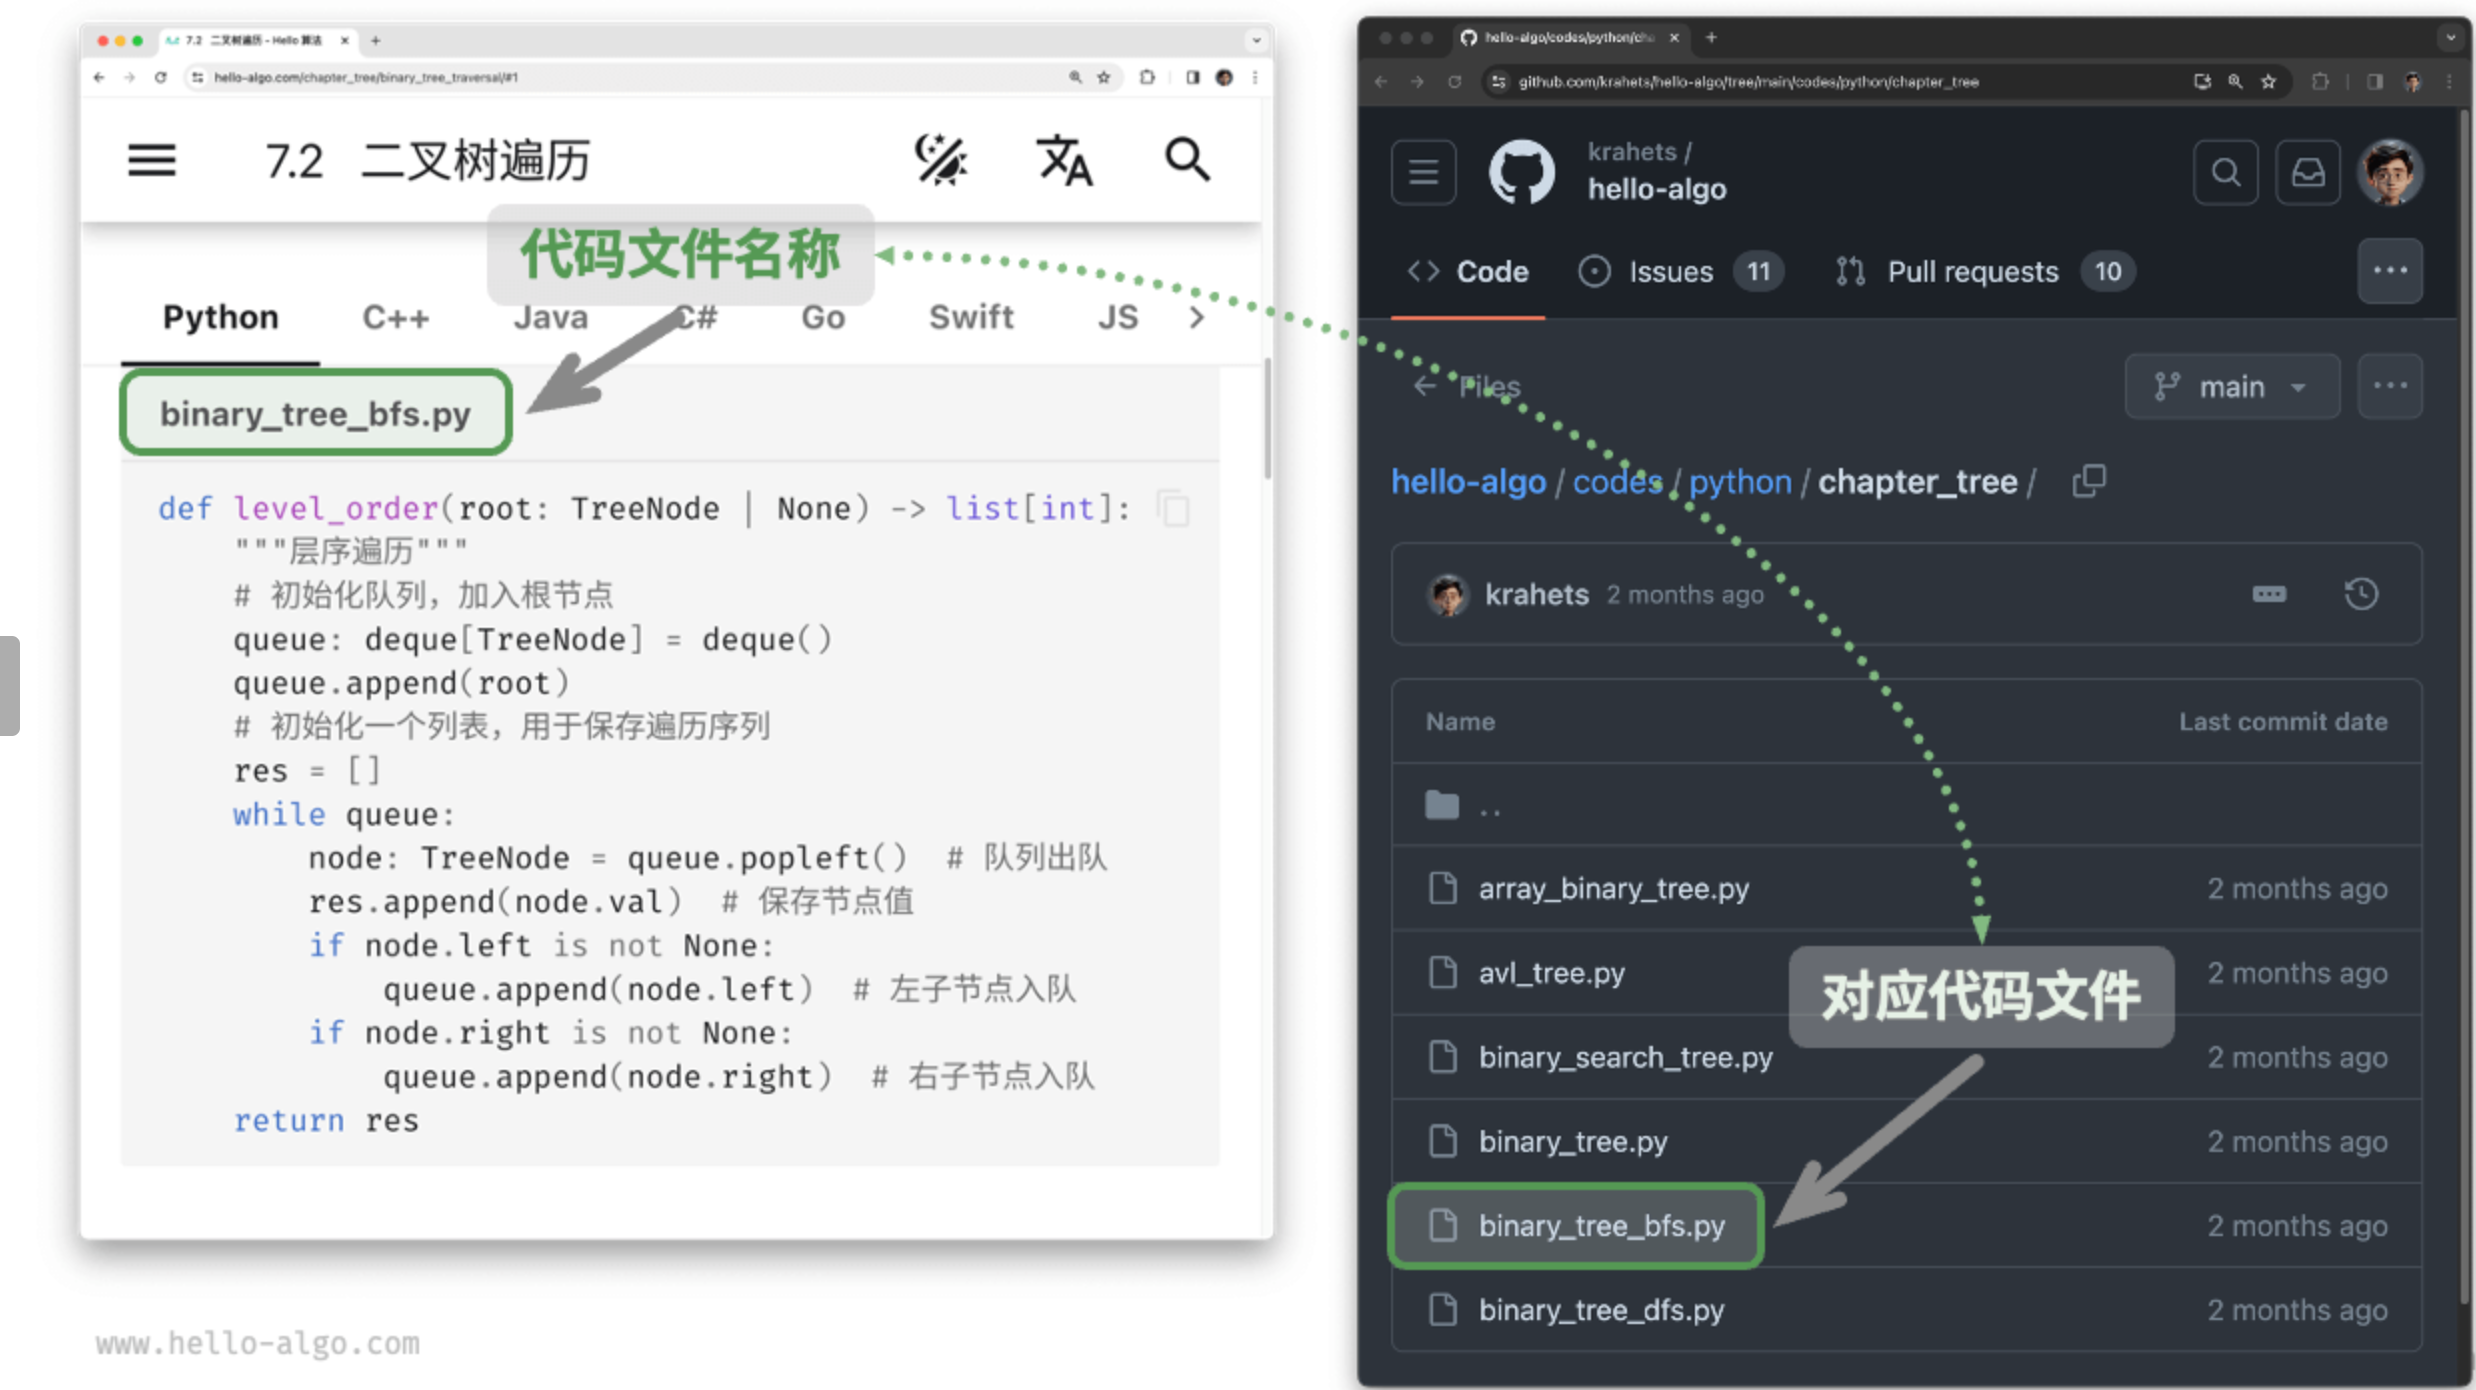 7.2 二叉树遍历 - Hello 算法
hello-algo.com/chapter_tree/binary_tree_traversal/#1
7.2 二叉树遍历
代码文件名称
Python C++ Java C# Go Swift JS
binary_tree_bfs.py
def level_order(root: TreeNode | None) -> list[int]:
"""层序遍历"""
# 初始化队列，加入根节点
queue: deque[TreeNode] = deque()
queue.append(root)
# 初始化一个列表，用于保存遍历序列
res = []
while queue:
node: TreeNode = queue.popleft() # 队列出队
res.append(node.val) # 保存节点值
if node.left is not None:
queue.append(node.left) # 左子节点入队
if node.right is not None:
queue.append(node.right) # 右子节点入队
return res
www.hello-algo.com
hello-algo/codes/python/cha
github.com/krahets/hello-algo/tree/main/codes/python/chapter_tree
krahets /
hello-algo
Code Issues 11 Pull requests 10
Files main
hello-algo / codes / python / chapter_tree /
krahets 2 months ago
Name Last commit date
..
array_binary_tree.py 2 months ago
avl_tree.py 2 months ago
对应代码文件
binary_search_tree.py 2 months ago
binary_tree.py 2 months ago
binary_tree_bfs.py 2 months ago
binary_tree_dfs.py 2 months ago